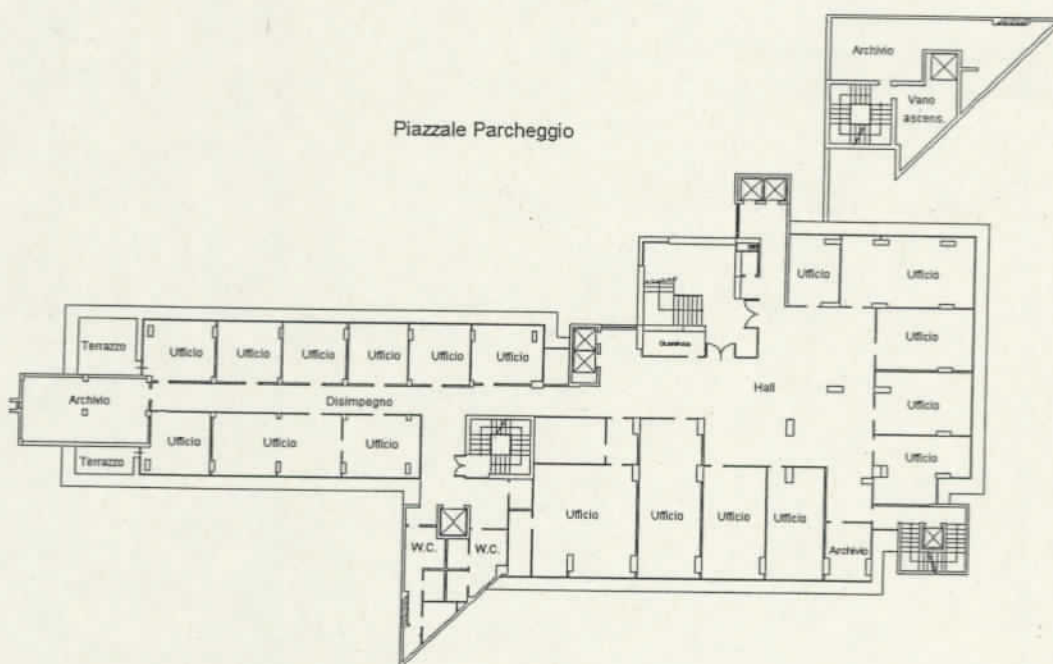 Archivio
Vano
ascens.
Piazzale Parcheggio
Ufficio
Ufficio
Terrazzo
Ufficio
Ufficio
Ufficio
Ufficio
Ufficio
Ufficio
Ufficio
Archivio
Disimpegno
Hall
Ufficio
Ufficio
Ufficio
Ufficio
Ufficio
Terrazzo
Ufficio
Ufficio
Ufficio
Ufficio
W.C.
W.C.
Archivio